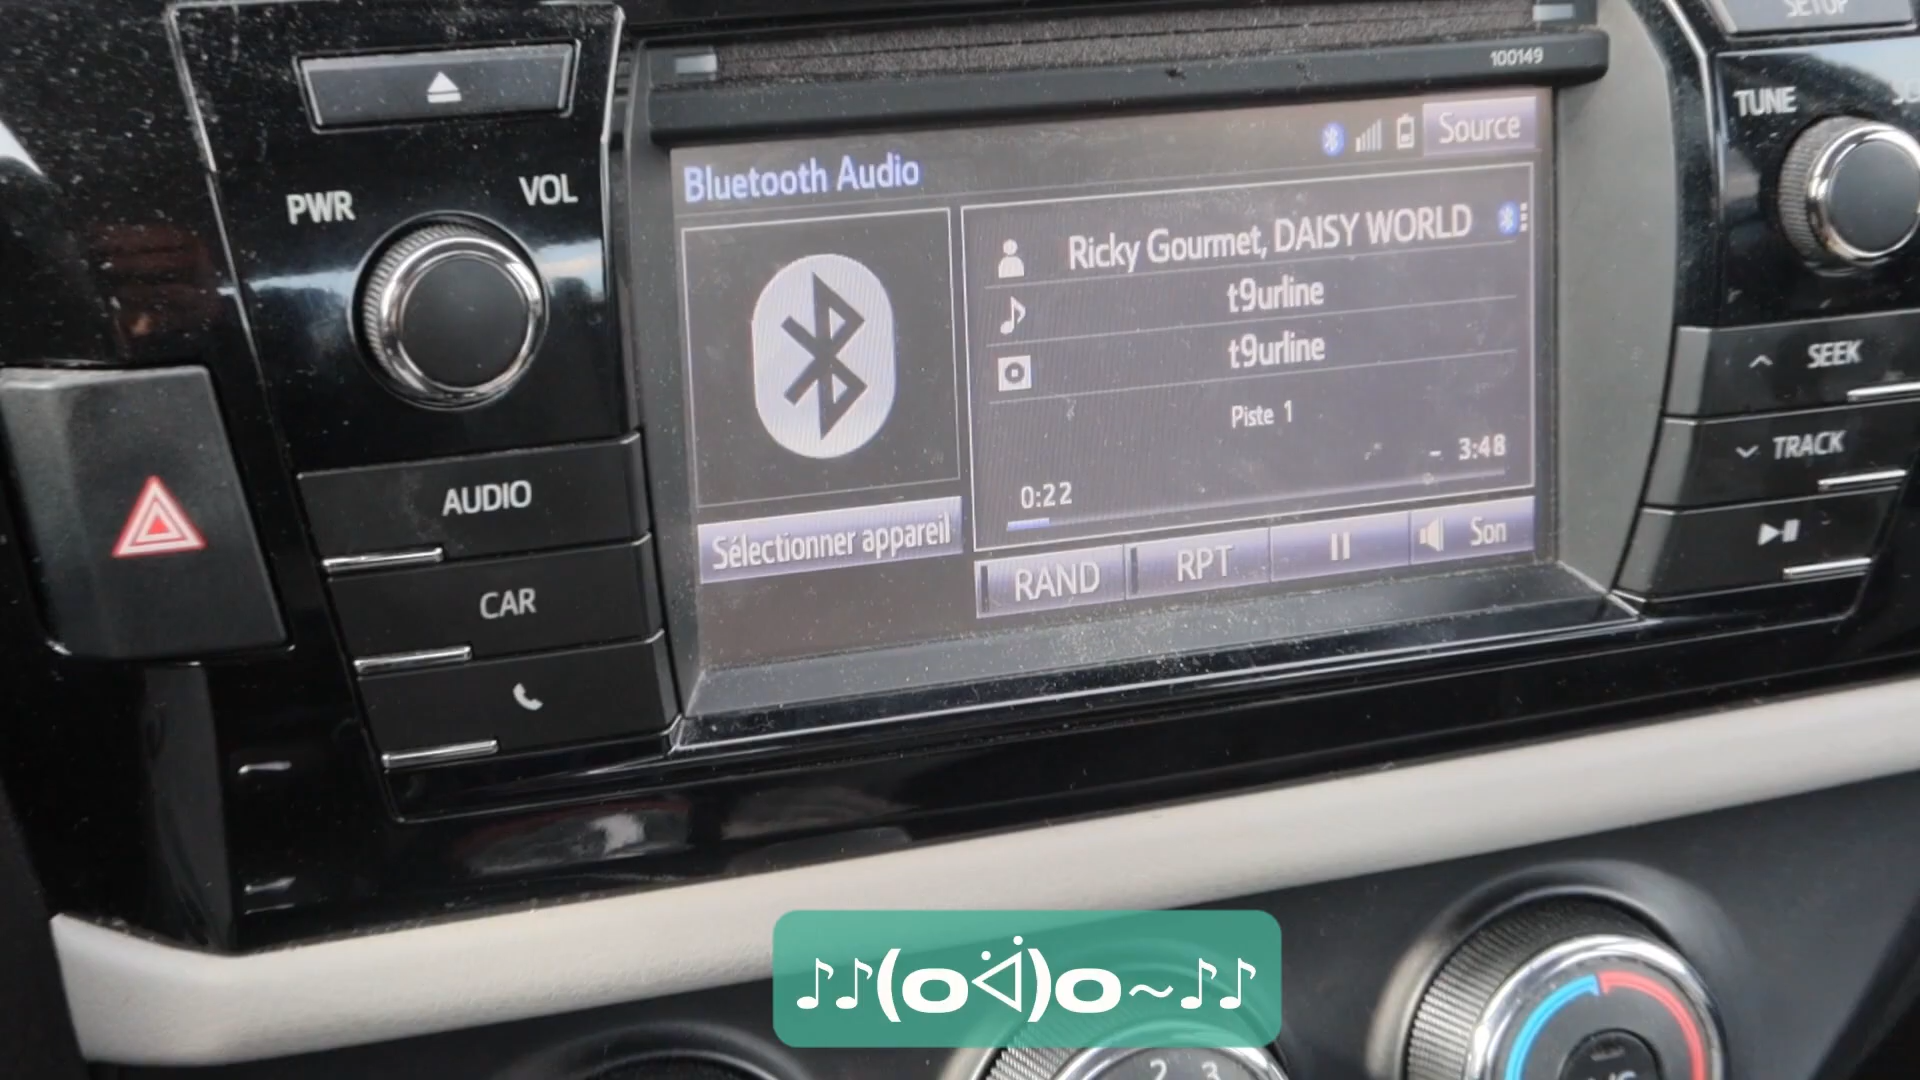 SETUP
100149
TUNE
PWR
VOL
Bluetooth Audio
Source
Ricky Gourmet, DAISY WORLD
t9urline
t9urline
Piste 1
0:22
- 3:48
Sélectionner appareil
RAND
RPT
Son
AUDIO
CAR
SEEK
TRACK
♪♪(oᐛ)o~♪♪
2 3